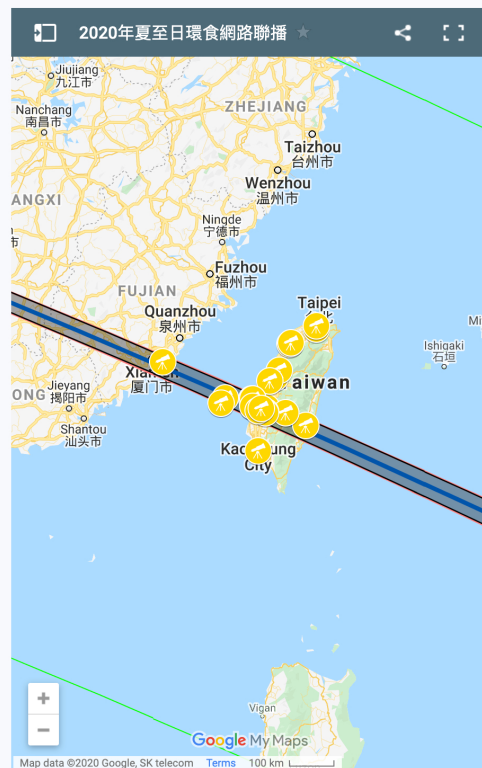 2020年夏至日環食網路聯播
Jiujiang
九江市
ZHEJIANG
Nanchang
南昌市
Taizhou
台州市
Wenzhou
温州市
ANGXI
Ningde
宁德市
Fuzhou
福州市
FUJIAN
Quanzhou
泉州市
Taipei
Mi
Ishigaki
石垣
厦门市
ONG
Jieyang
揭阳市
aiwan
Shantou
汕头市
City
Vigan
Google My Maps
Map data ©2020 Google, SK telecom
Terms
100 km